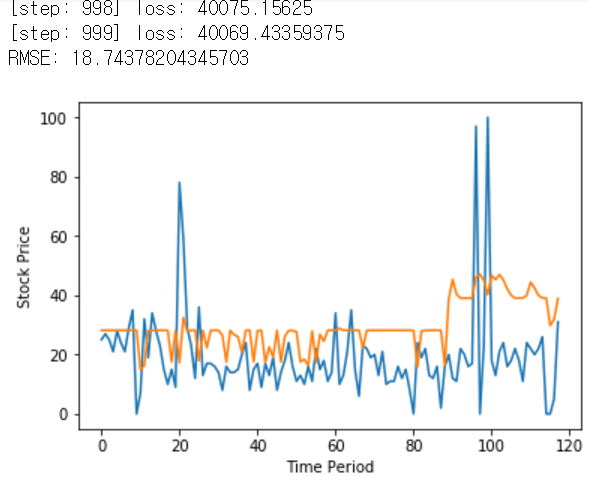 [step: 998] loss: 40075.15625
[step: 999] loss: 40069.43359375
RMSE: 18.74378204345703
100
80
60
40
20
0
Stock Price
0 20 40 60 80 100 120
Time Period